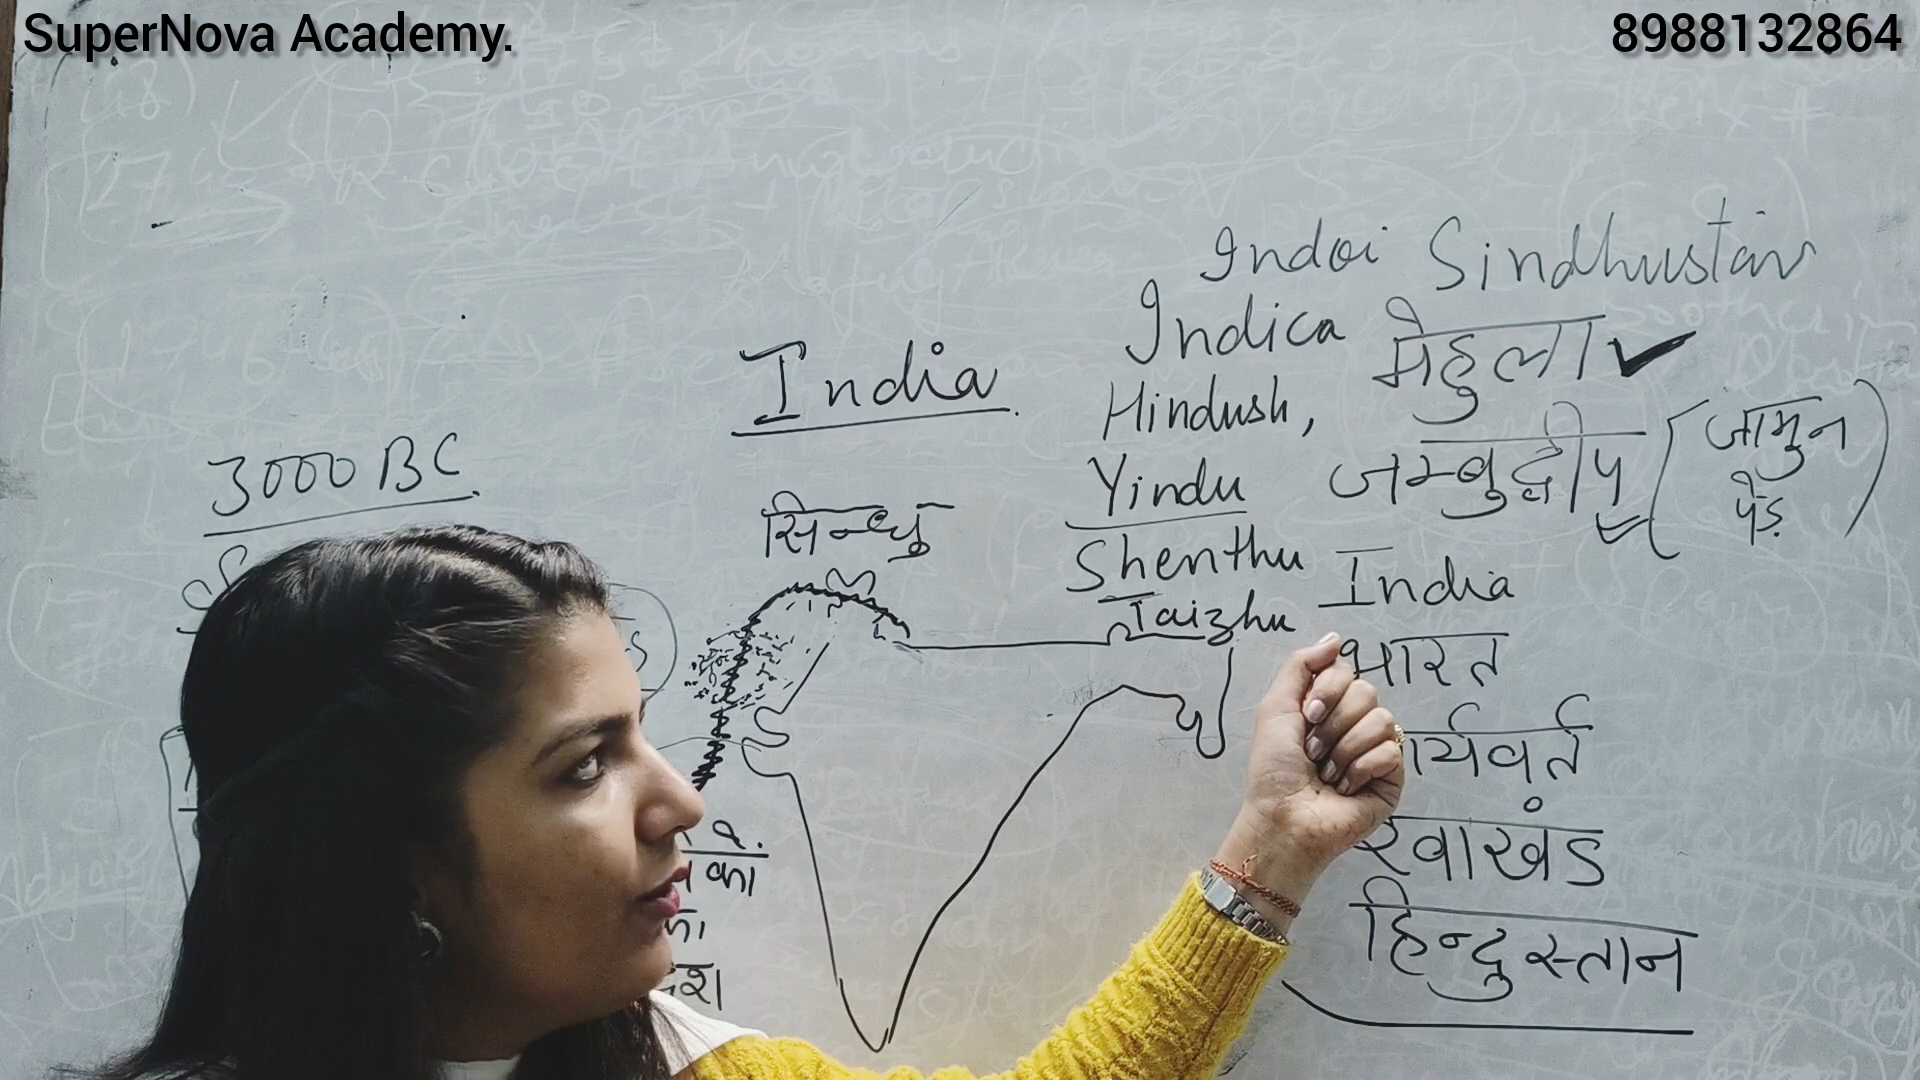 SuperNova Academy.
8988132864
Indoi Sindhustan
Indica मेहुला
India
Hindush, जम्बुद्वीप (जामुन पेड़)
3000 BC
Yindu
सिन्धु
Shenthu India
Taizhu
भारत
र्यवर्त
रवाखंड
का
हिन्दुस्तान